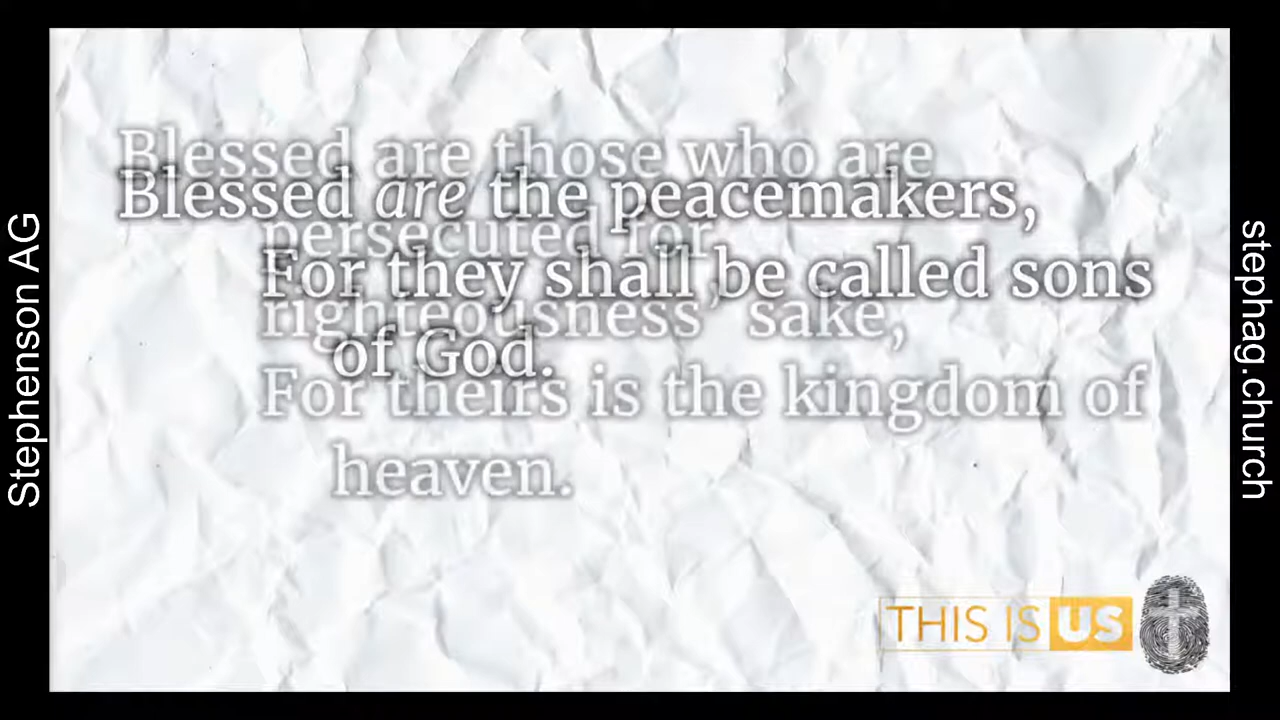 Stephenson AG
Blessed are those who are
persecuted for
righteousness' sake,
For theirs is the kingdom of
heaven.
Blessed are the peacemakers,
For they shall be called sons
of God.
THIS IS US
stephag.church